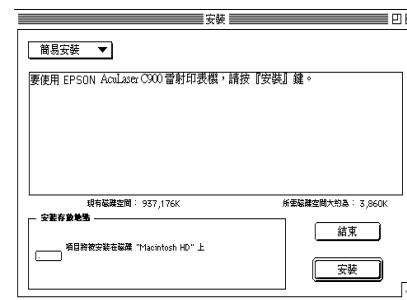 安裝
簡易安裝
要使用 EPSON AcuLaser C900 雷射印表機，請按『安裝』鍵。
現有磁碟空間： 937,176K
所需磁碟空間大約為： 3,860K
安裝存放地點
項目將被安裝在磁碟 "Macintosh HD" 上
結束
安裝